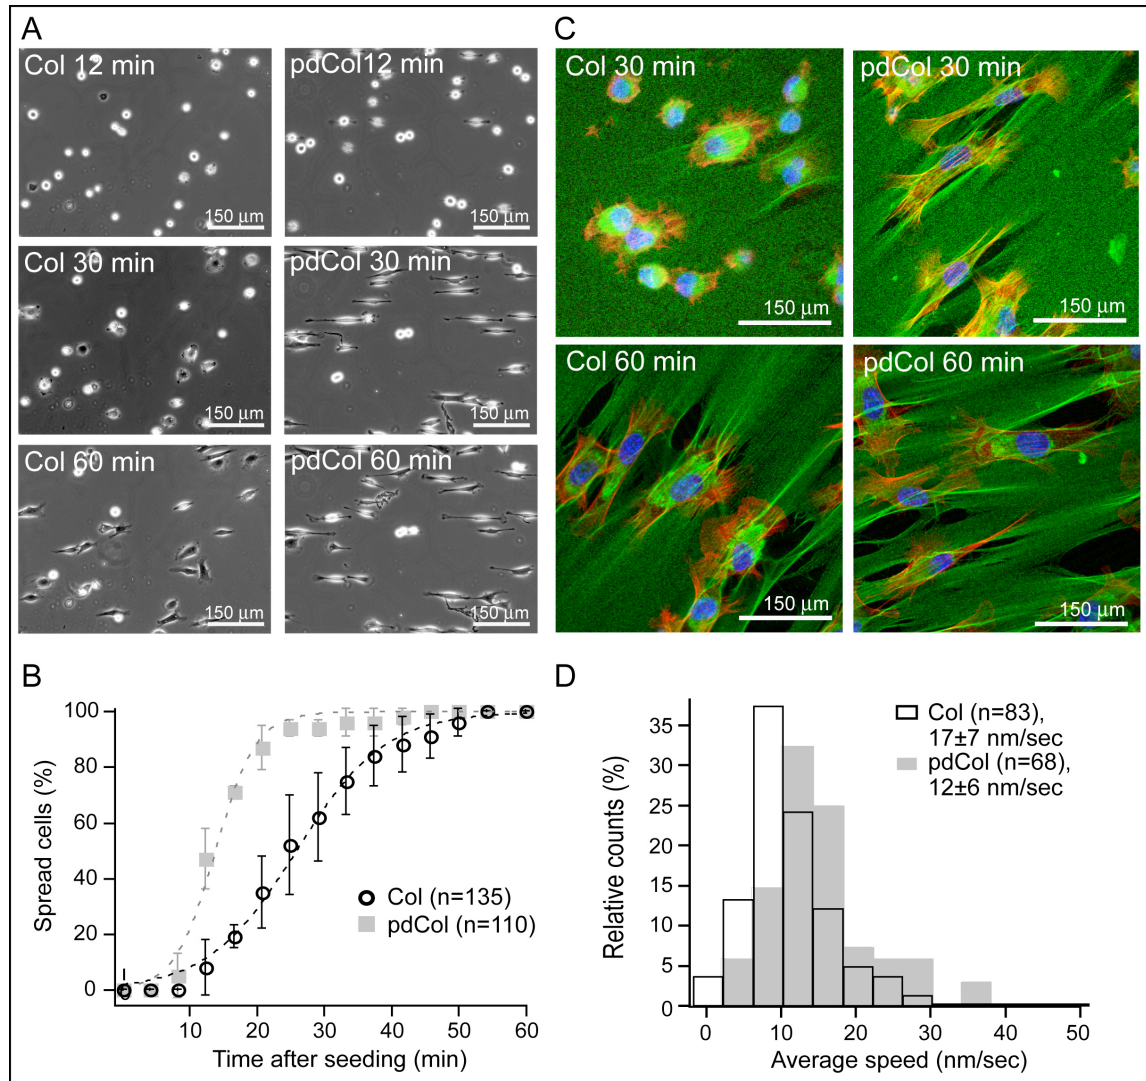 A
Col 12 min
pdCol12 min
150 µm
150 µm
Col 30 min
pdCol 30 min
150 µm
150 µm
Col 60 min
pdCol 60 min
150 µm
150 µm
C
Col 30 min
pdCol 30 min
150 µm
150 µm
Col 60 min
pdCol 60 min
150 µm
150 µm
B
Spread cells (%)
100
80
60
40
20
0
10
20
30
40
50
60
Time after seeding (min)
Col (n=135)
pdCol (n=110)
D
Relative counts (%)
35
30
25
20
15
10
5
0
0
10
20
30
40
50
Average speed (nm/sec)
Col (n=83),
17±7 nm/sec
pdCol (n=68),
12±6 nm/sec